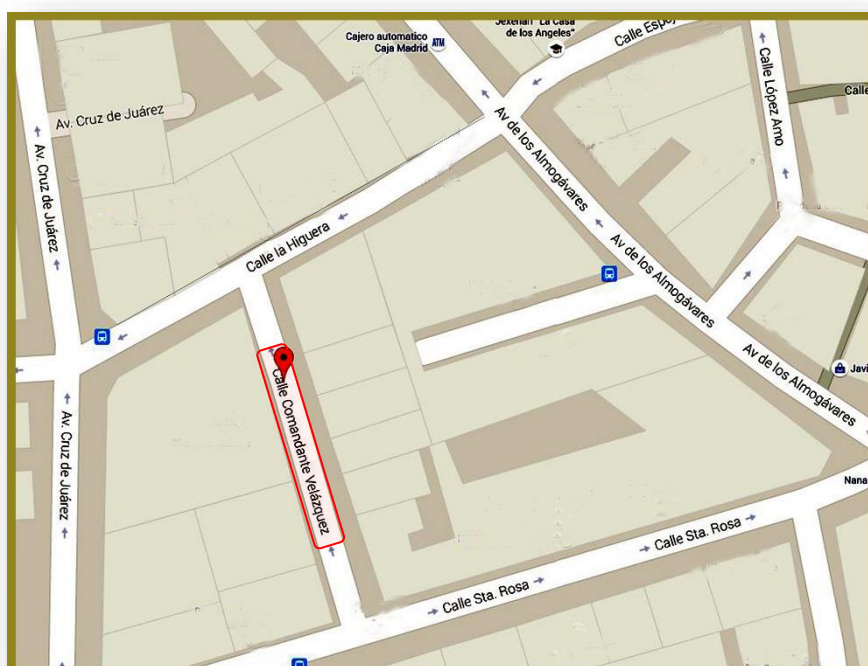 Jexenan "La Casa
de los Angeles"
Cajero automatico
Caja Madrid
ATM
Calle Espej
Calle López Amo
Calle
Av. Cruz de Juárez
Av de los Almogávares
Av. Cruz de Juárez
Calle la Higuera
Av de los Almogávares
Av de los Almogávares
Javi
Calle Comandante Velázquez
Av. Cruz de Juárez
Nana
Calle Sta. Rosa
Calle Sta. Rosa